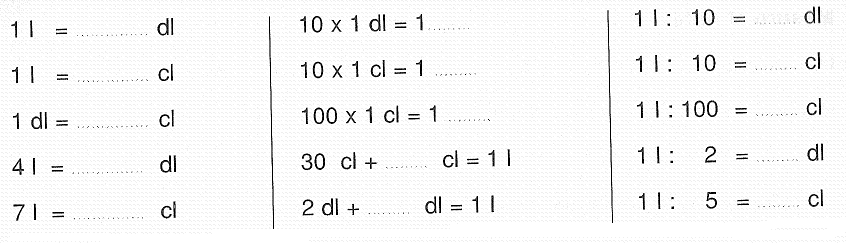 1 l = .............. dl
1 l = .............. cl
1 dl = .............. cl
4 l = .............. dl
7 l = .............. cl
10 x 1 dl = 1.........
10 x 1 cl = 1 .........
100 x 1 cl = 1 .........
30 cl + ......... cl = 1 l
2 dl + ......... dl = 1 l
1 l : 10 = ......... dl
1 l : 10 = ......... cl
1 l : 100 = ......... cl
1 l : 2 = ......... dl
1 l : 5 = ......... cl